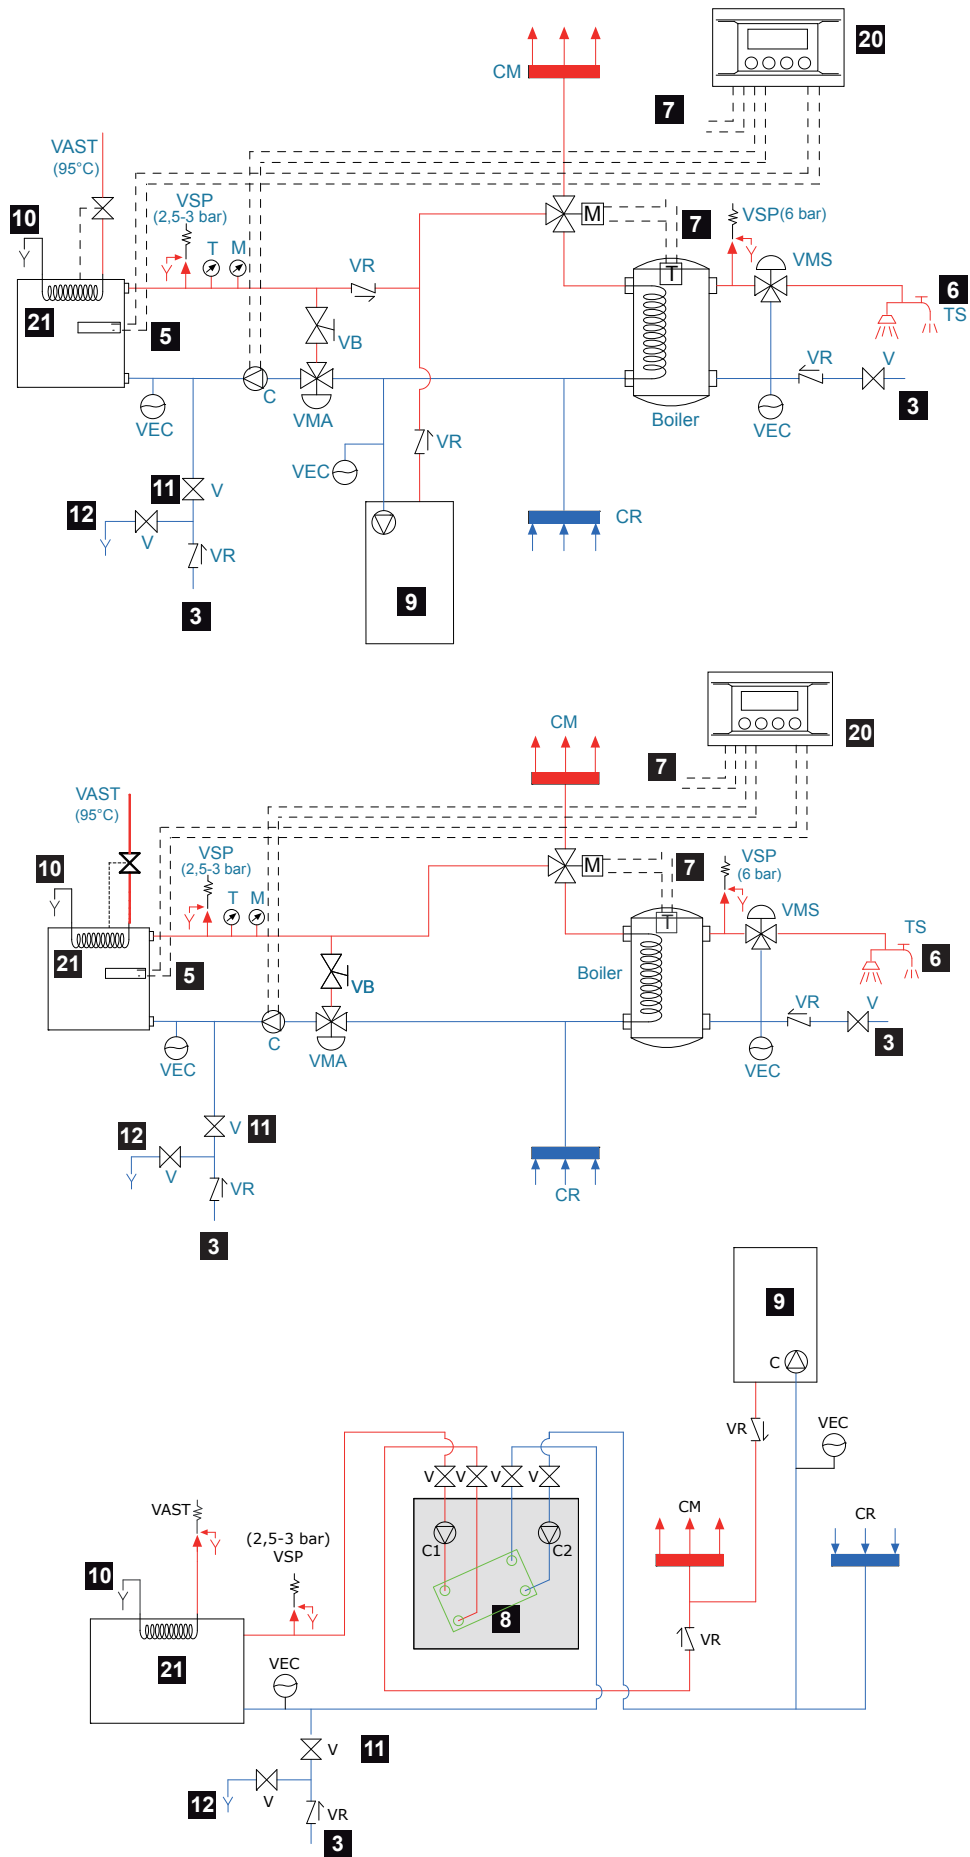 20
CM
7
VAST
(95°C)
VSP
(2,5-3 bar)
10
M
7
VSP (6 bar)
T
M
VR
VMS
T
21
6
TS
5
VB
VR
V
C
3
VMA
Boiler
VEC
VEC
VR
VEC
11
V
12
CR
V
VR
9
3
CM
20
7
VAST
(95°C)
VSP
(2,5-3 bar)
M
7
VSP
(6 bar)
10
T
M
VMS
T
TS
21
Boiler
6
5
VB
VR
V
C
3
VEC
VMA
VEC
12
V
11
V
VR
CR
3
9
C
VR
VEC
V
V
V
V
VAST
CM
CR
(2,5-3 bar)
VSP
C1
C2
10
8
VR
21
VEC
V
11
12
V
VR
3